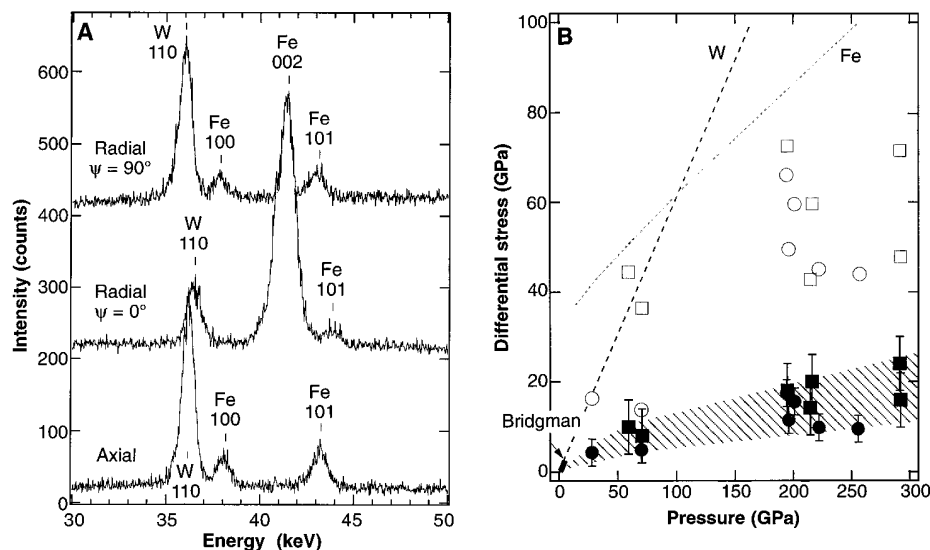 A
W
110
Fe
002
Fe
100
Fe
101
Radial
ψ = 90°
W
110
Fe
101
Radial
ψ = 0°
Fe
100
Fe
101
Axial
W
110
600
500
400
300
200
100
0
Intensity (counts)
30
35
40
45
50
Energy (keV)
B
W
Fe
Bridgman
100
80
60
40
20
0
Differential stress (GPa)
0
50
100
150
200
250
300
Pressure (GPa)